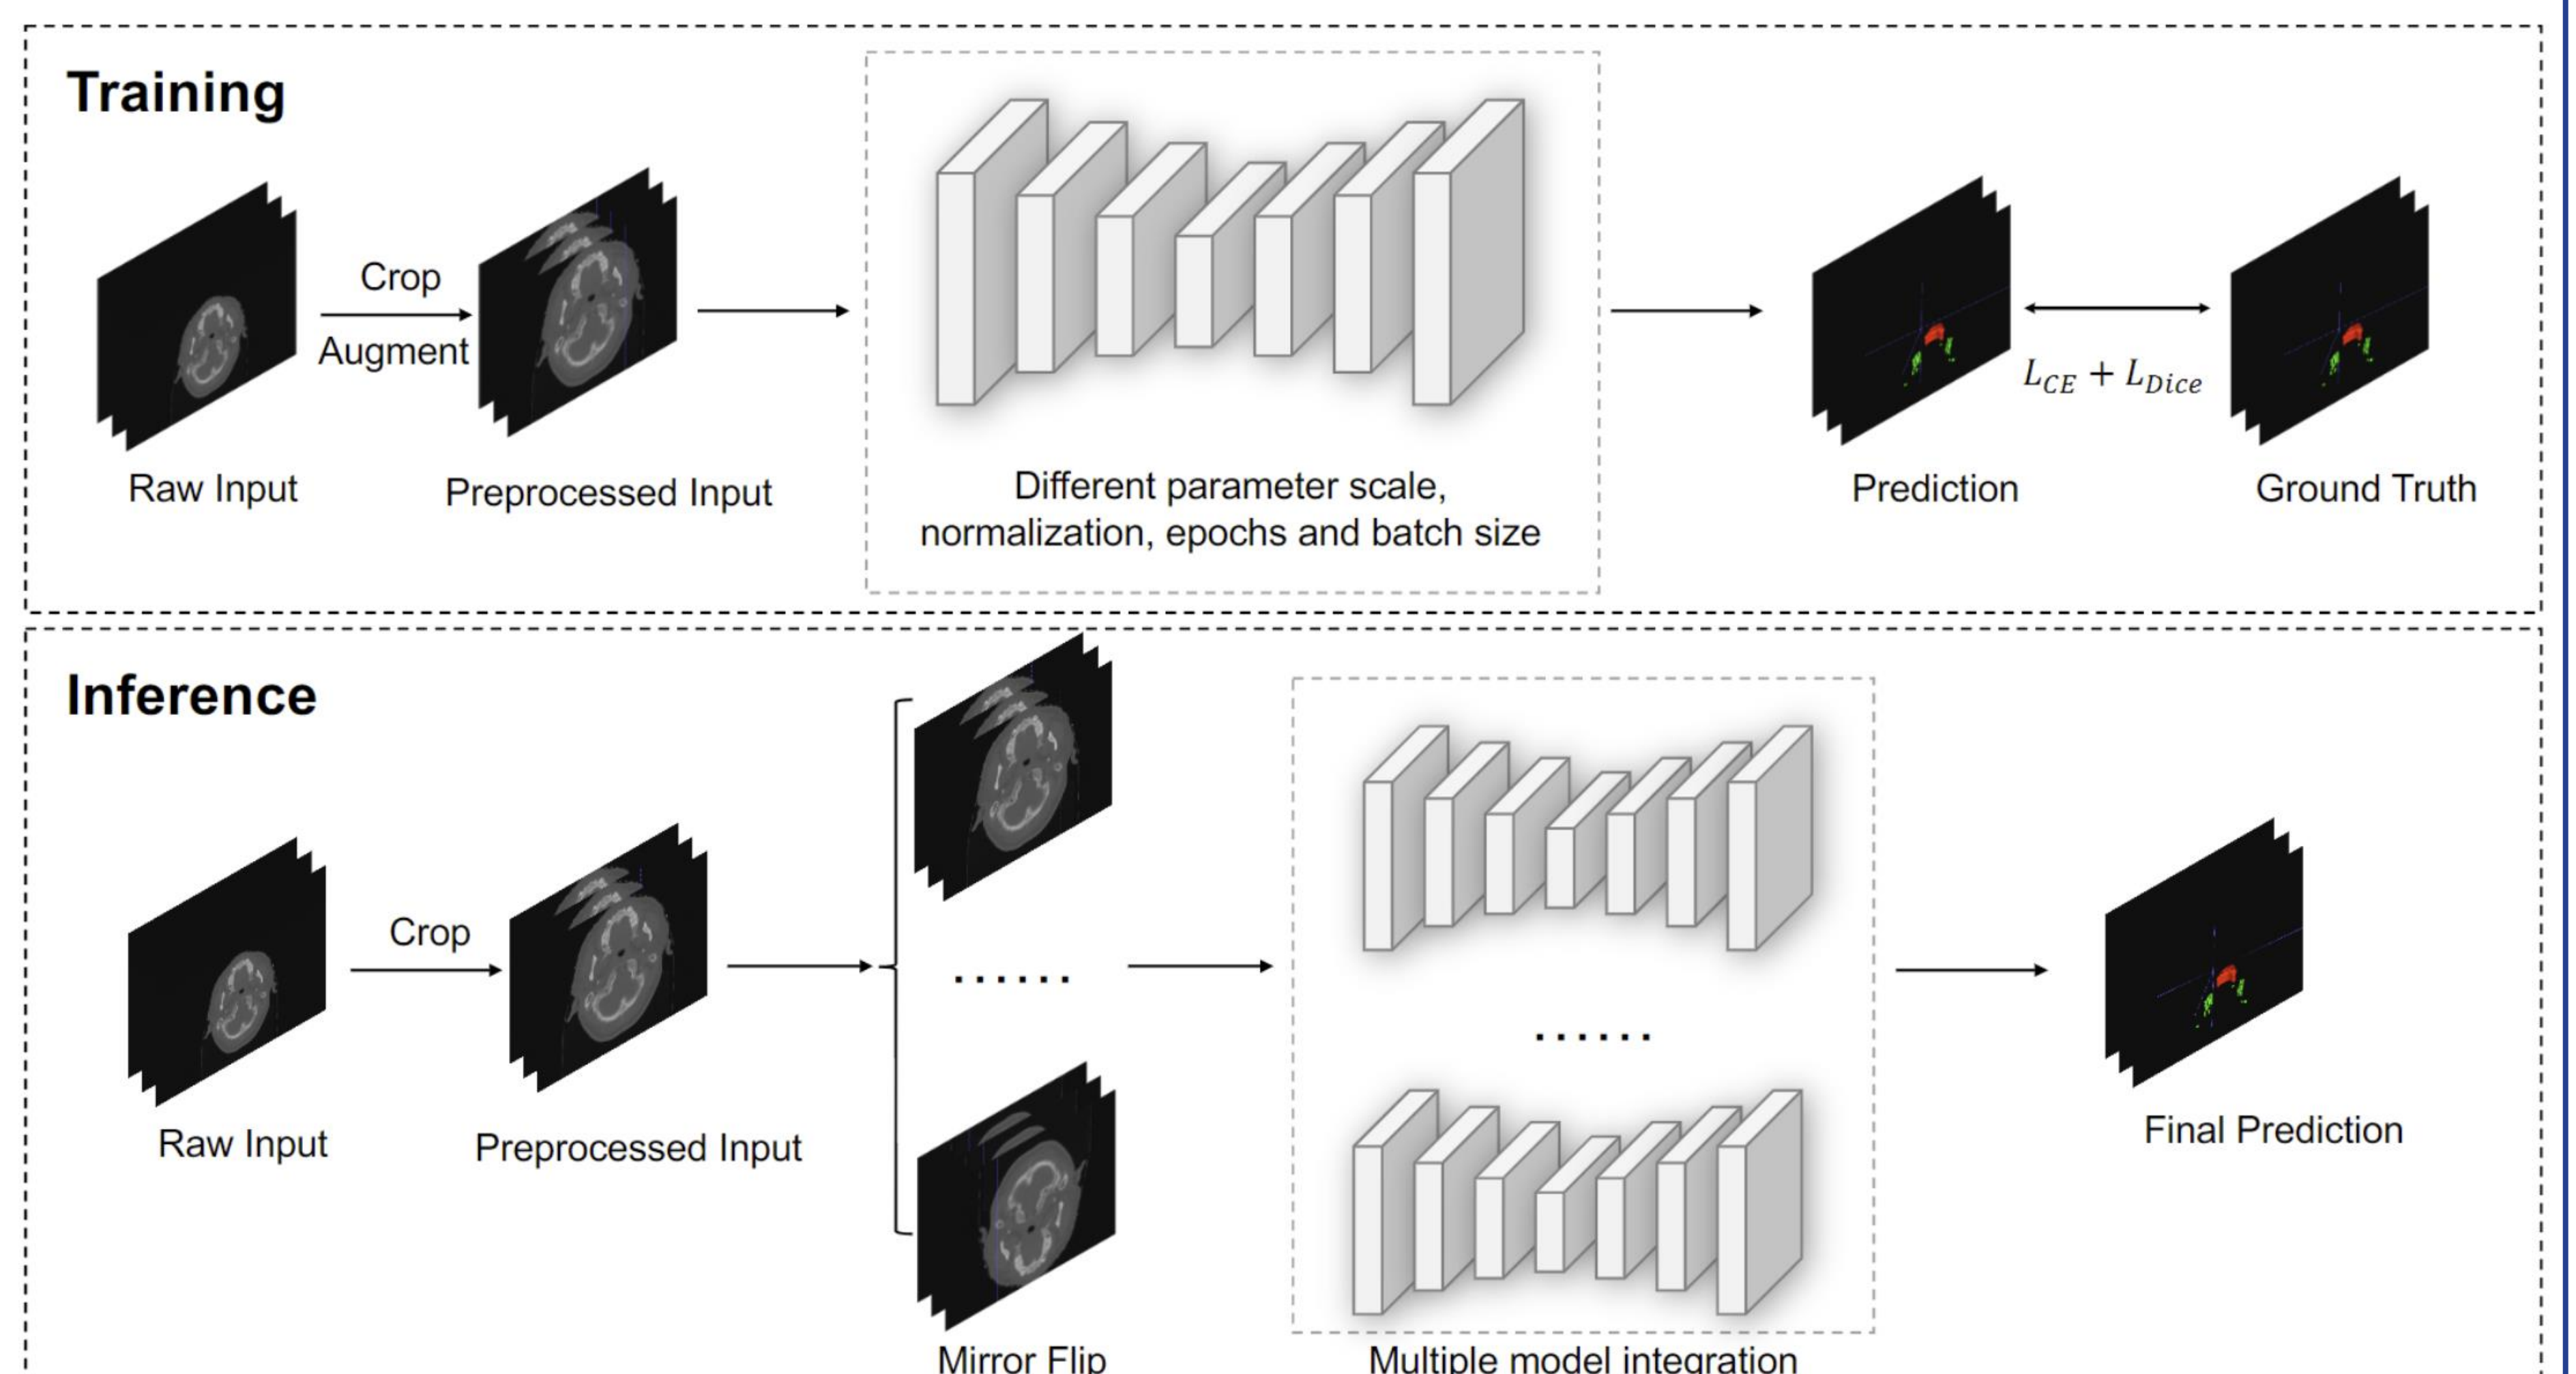 Training
Crop
Augment
Raw Input
Preprocessed Input
Different parameter scale,
normalization, epochs and batch size
Prediction
L_CE + L_Dice
Ground Truth
Inference
Crop
Raw Input
Preprocessed Input
......
Mirror Flip
......
Multiple model integration
Final Prediction